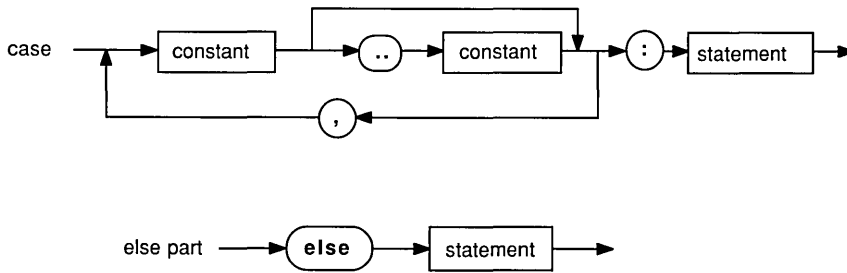 case constant .. constant : statement
,
else part else statement